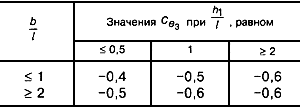 b/l
Значения Cе3 при h1/l, равном
≤ 0,5 1 ≥ 2
≤ 1 −0,4 −0,5 −0,6
≥ 2 −0,5 −0,6 −0,6